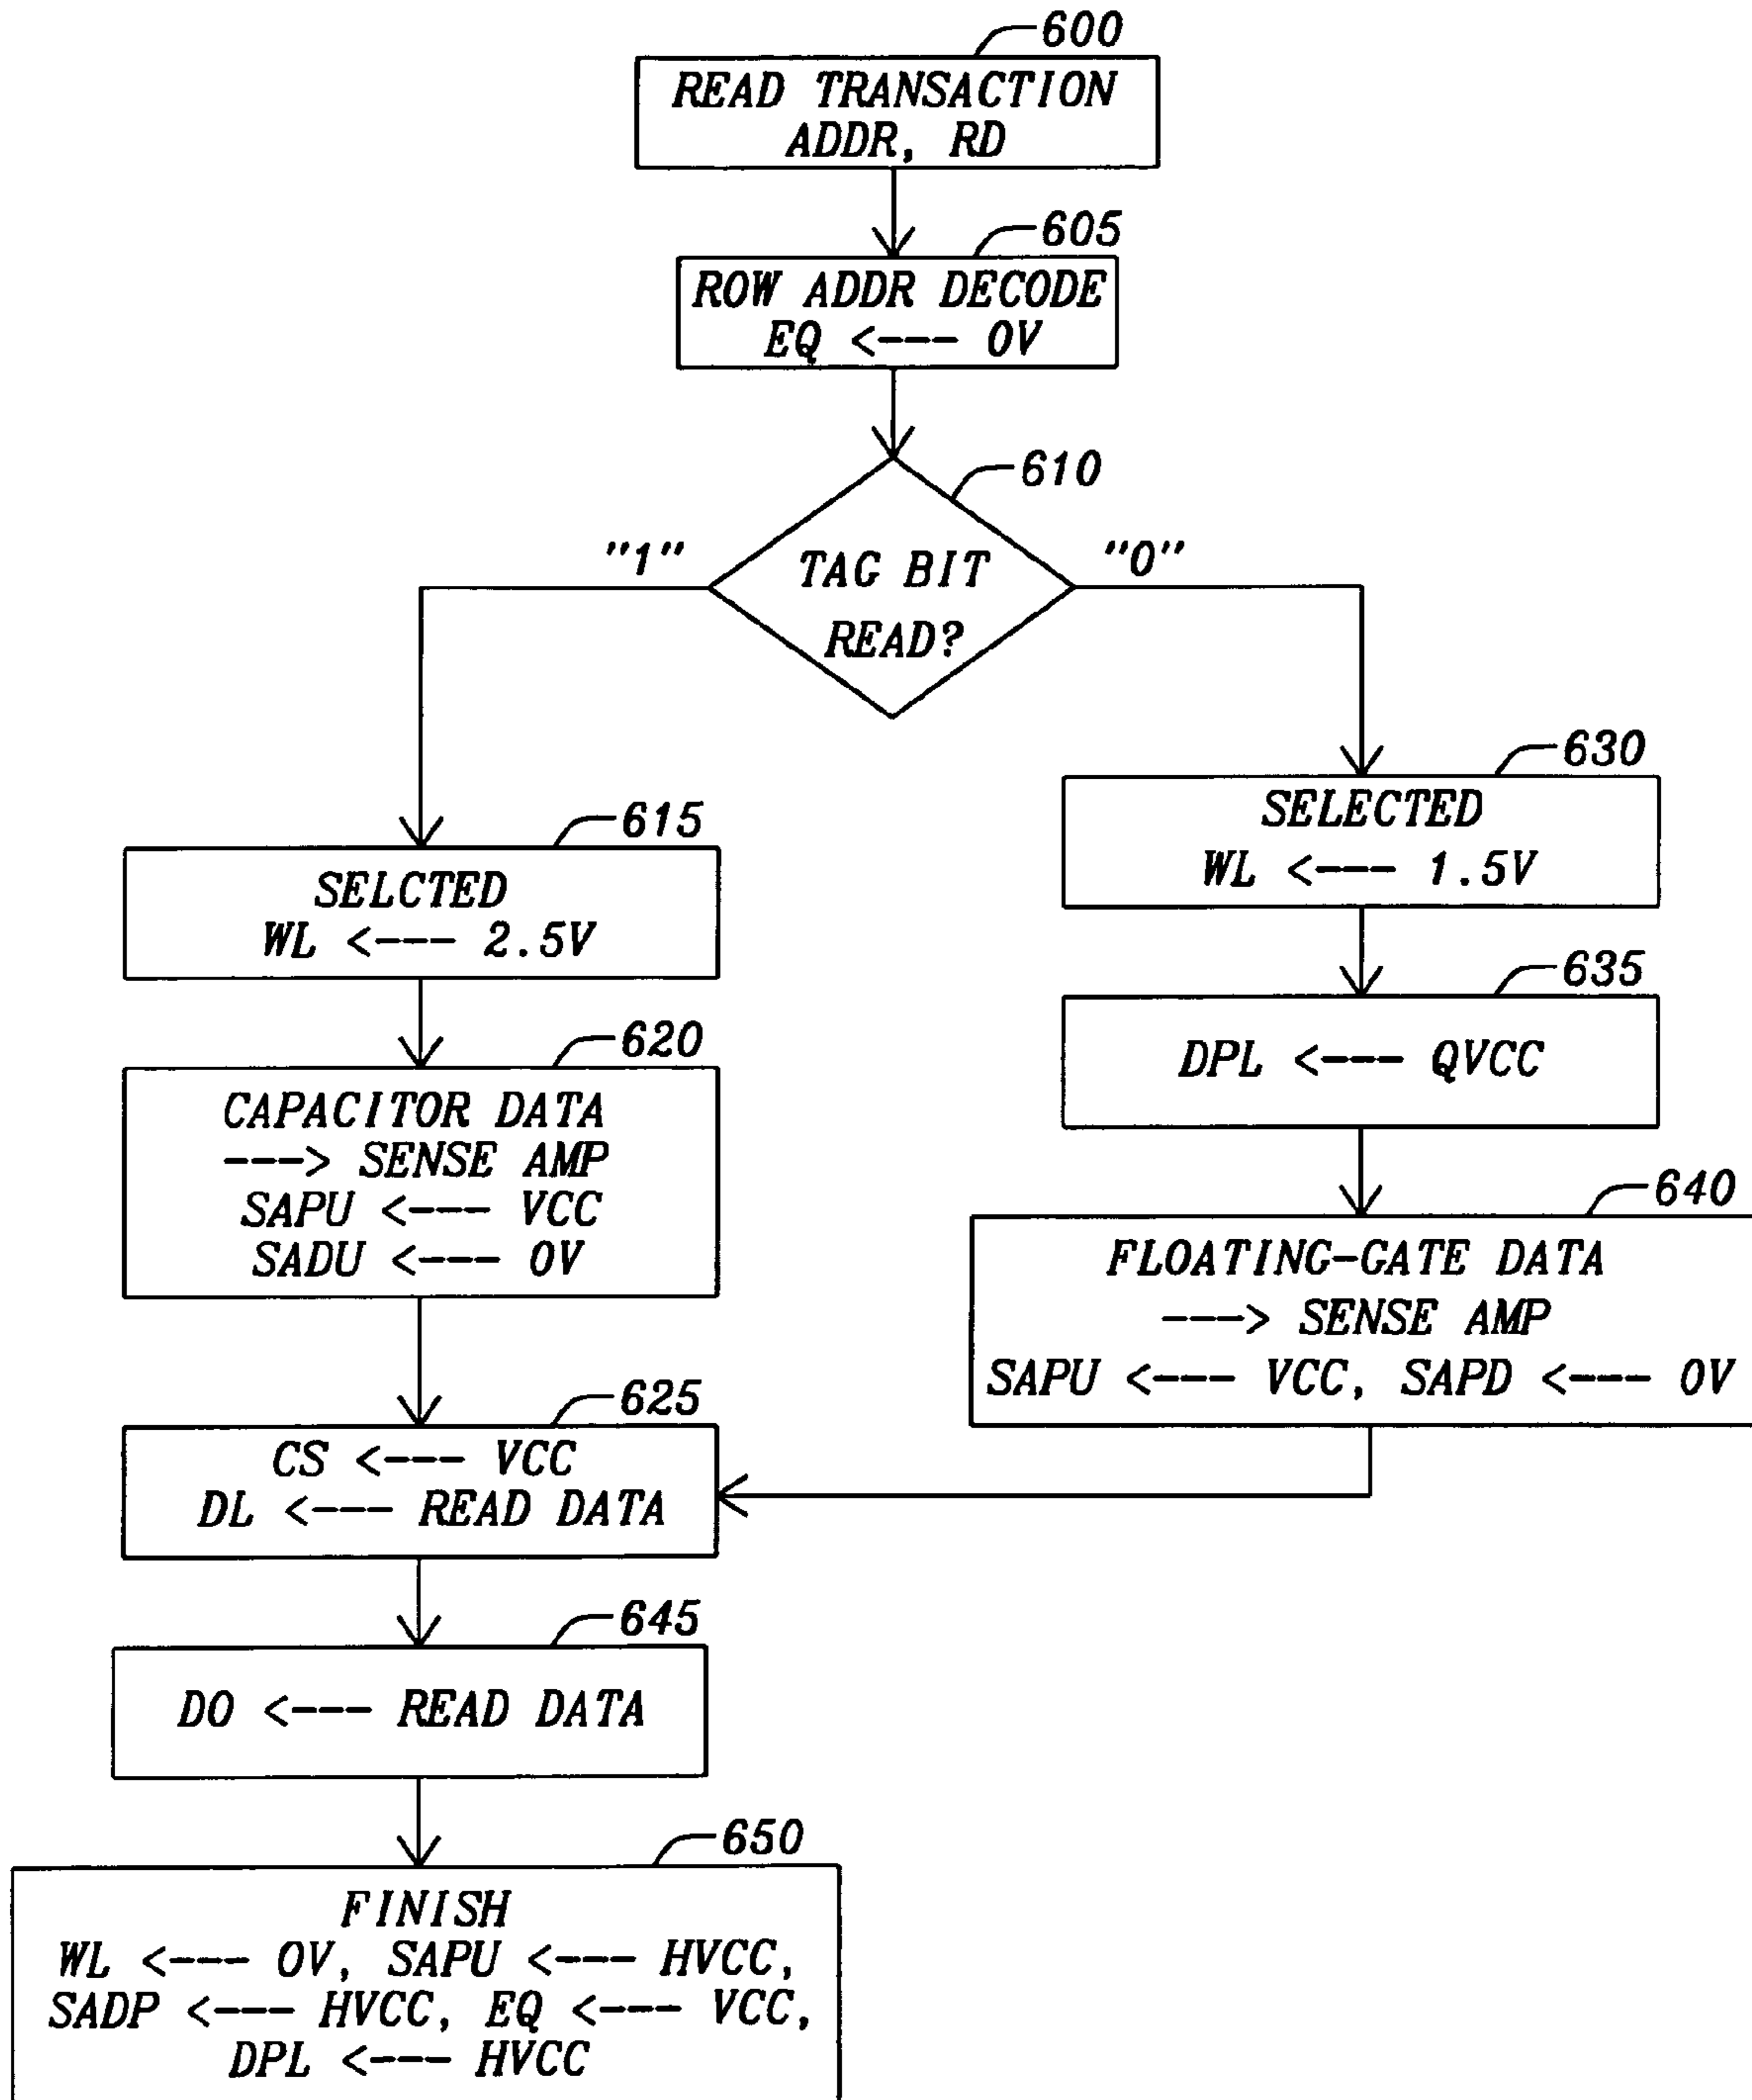 600
READ TRANSACTION
ADDR, RD
605
ROW ADDR DECODE
EQ <--- 0V
610
TAG BIT
READ?
"1"
"0"
615
SELCTED
WL <--- 2.5V
620
CAPACITOR DATA
---> SENSE AMP
SAPU <--- VCC
SADU <--- 0V
630
SELECTED
WL <--- 1.5V
635
DPL <--- QVCC
640
FLOATING-GATE DATA
---> SENSE AMP
SAPU <--- VCC, SAPD <--- 0V
625
CS <--- VCC
DL <--- READ DATA
645
DO <--- READ DATA
650
FINISH
WL <--- 0V, SAPU <--- HVCC,
SADP <--- HVCC, EQ <--- VCC,
DPL <--- HVCC